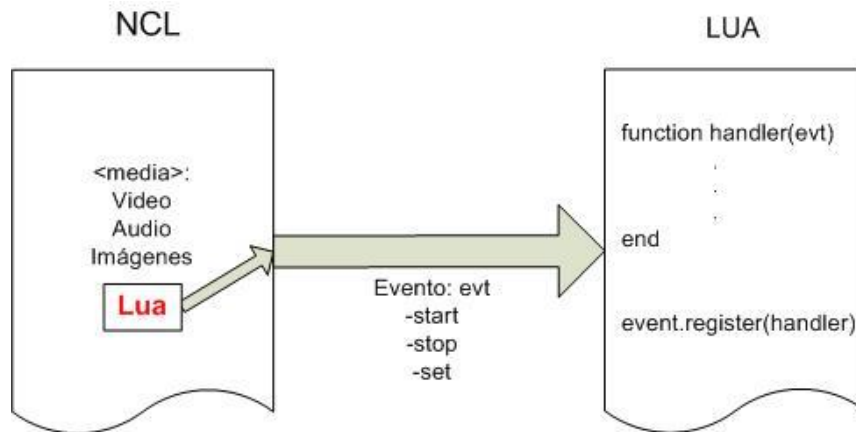 NCL
<media>:
Video
Audio
Imágenes
Lua
Evento: evt
-start
-stop
-set
LUA
function handler(evt)
.
.
.
end
event.register(handler)